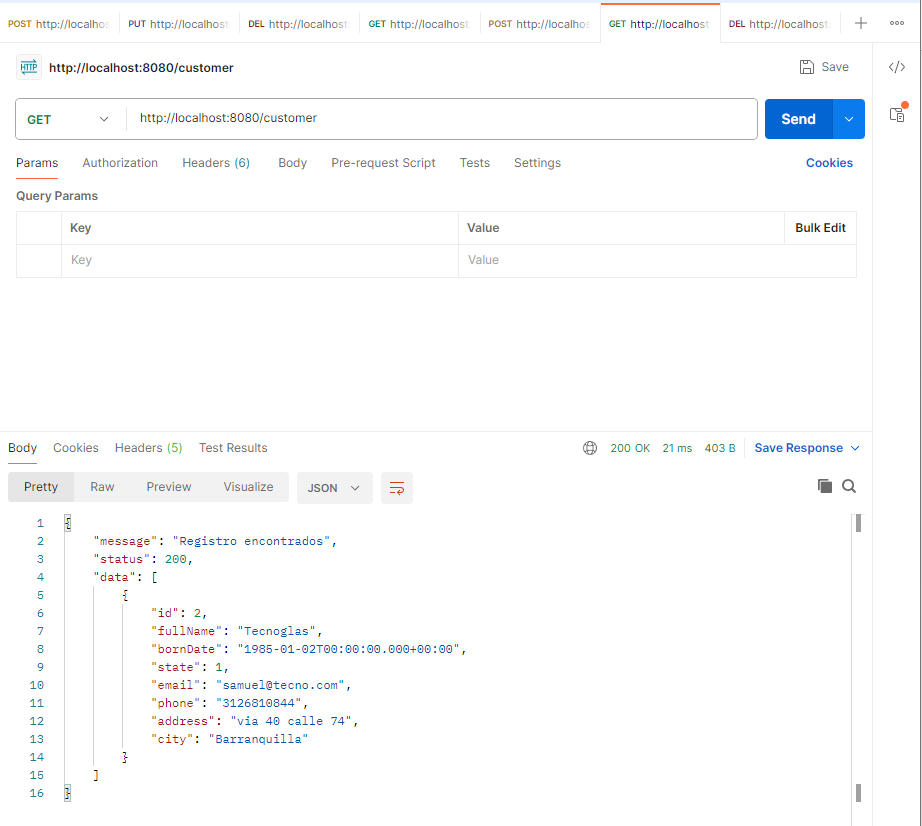 POST http://localhos PUT http://localhost DEL http://localhost GET http://localhost POST http://localhos GET http://localhost DEL http://localhost
HTTP http://localhost:8080/customer Save
GET http://localhost:8080/customer Send
Params Authorization Headers (6) Body Pre-request Script Tests Settings Cookies
Query Params
Key Value Bulk Edit
Key Value
Body Cookies Headers (5) Test Results 200 OK 21 ms 403 B Save Response
Pretty Raw Preview Visualize JSON
1 {
2 "message": "Registro encontrados",
3 "status": 200,
4 "data": [
5 {
6 "id": 2,
7 "fullName": "Tecnoglas",
8 "bornDate": "1985-01-02T00:00:00.000+00:00",
9 "state": 1,
10 "email": "samuel@tecno.com",
11 "phone": "3126810844",
12 "address": "via 40 calle 74",
13 "city": "Barranquilla"
14 }
15 ]
16 }